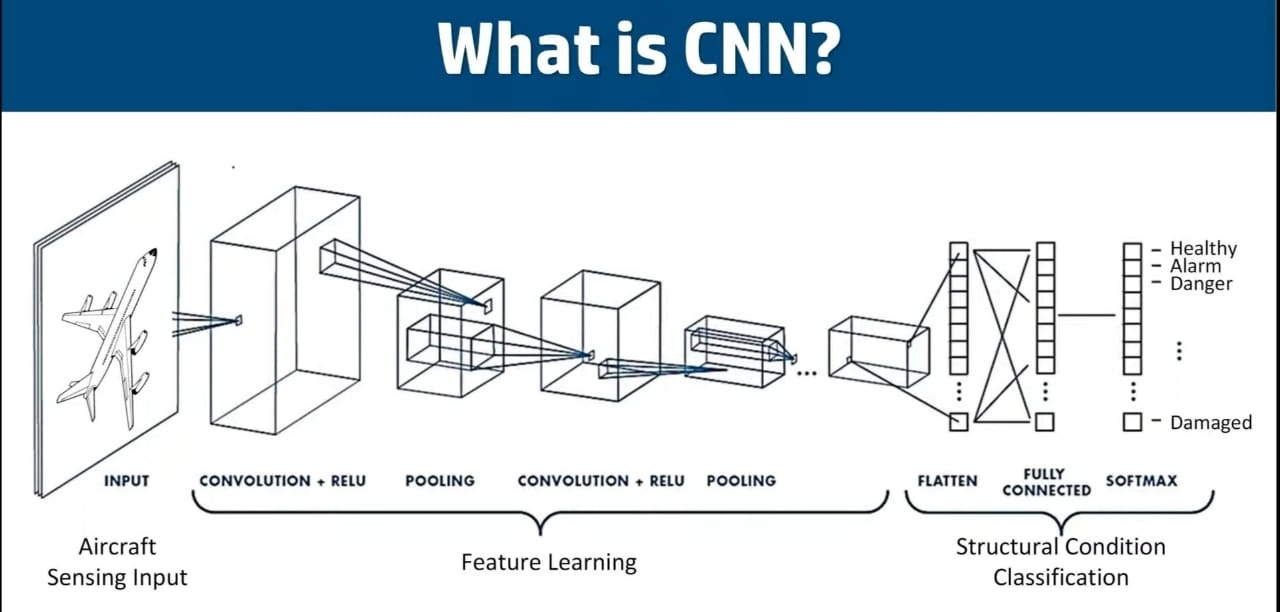 What is CNN?
Healthy
Alarm
Danger
Damaged
INPUT
CONVOLUTION + RELU
POOLING
CONVOLUTION + RELU
POOLING
FLATTEN
FULLY
CONNECTED
SOFTMAX
Aircraft
Sensing Input
Feature Learning
Structural Condition
Classification